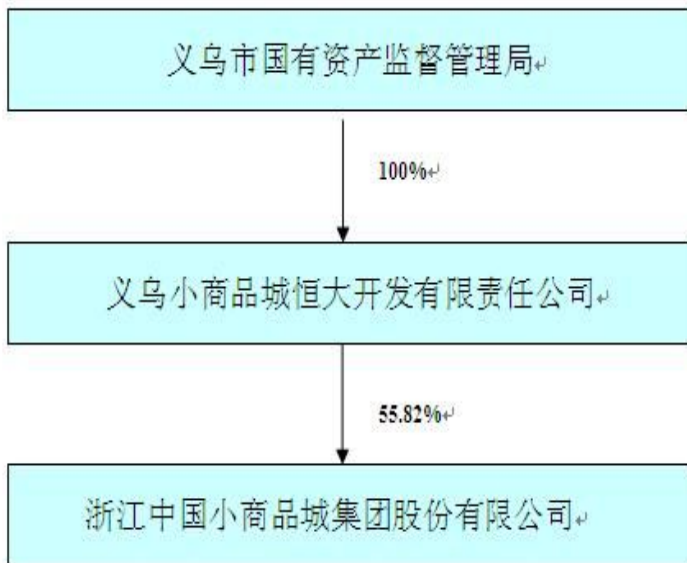 义乌市国有资产监督管理局
100%
义乌小商品城恒大开发有限责任公司
55.82%
浙江中国小商品城集团股份有限公司